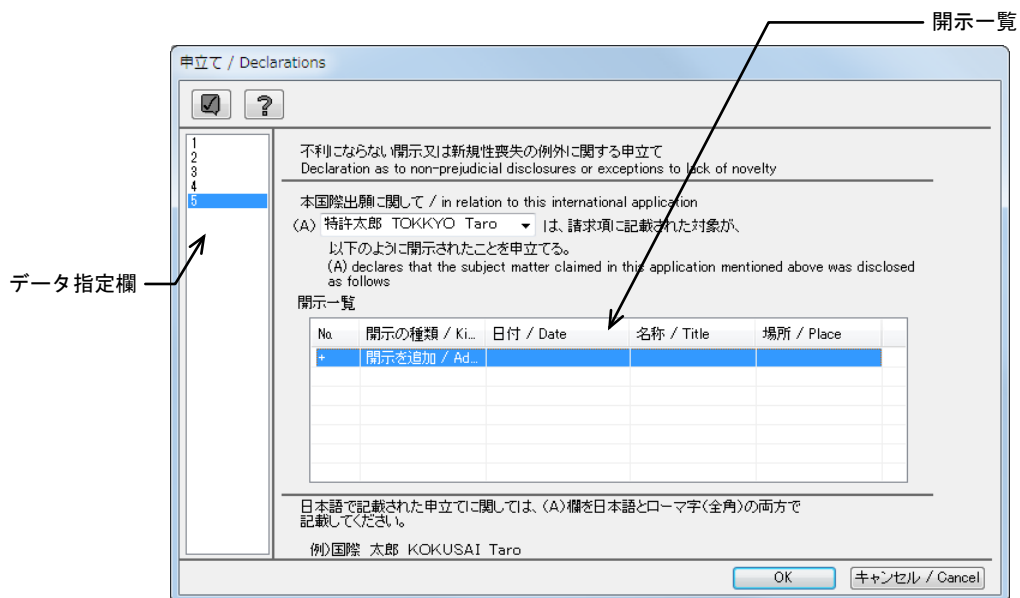 開示一覧
申立て / Declarations
?
1
2
3
4
5
不利にならない開示又は新規性喪失の例外に関する申立て
Declaration as to non-prejudicial disclosures or exceptions to lack of novelty
本国際出願に関して / in relation to this international application
(A) 特許太郎 TOKKYO Taro は、請求項に記載された対象が、
以下のように開示されたことを申立てる。
(A) declares that the subject matter claimed in this application mentioned above was disclosed
as follows
データ指定欄
開示一覧
No. 開示の種類 / Ki... 日付 / Date 名称 / Title 場所 / Place
+ 開示を追加 / Ad...
日本語で記載された申立てに関しては、(A)欄を日本語とローマ字(全角)の両方で
記載してください。
例)国際 太郎 KOKUSAI Taro
OK キャンセル / Cancel